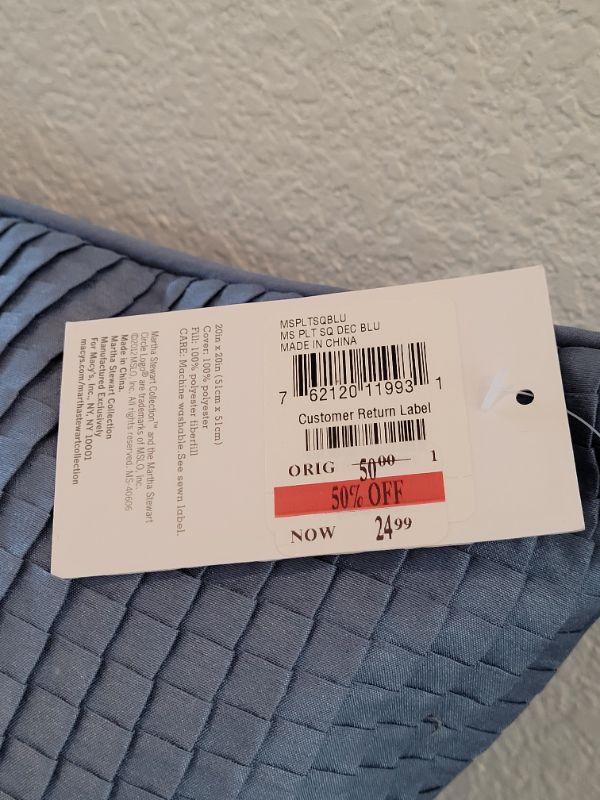 MSPLTSQBLU
MS PLT SQ DEC BLU
MADE IN CHINA
7 62120 11993 1
Customer Return Label
ORIG 50.00 1
50% OFF
NOW 24.99
20in x 20in (51cm x 51cm)
Cover: 100% polyester
Fill: 100% polyester fiberfill
CARE: Machine washable. See sewn label.
Martha Stewart Collection™ and the Martha Stewart
Circle Logo® are trademarks of MSLO, Inc.
©2012 MSLO, Inc. All rights reserved. MS-40606
Made in China.
Martha Stewart Collection
Manufactured Exclusively
For Macy's, Inc., NY, NY 10001
macys.com/marthastewartcollection